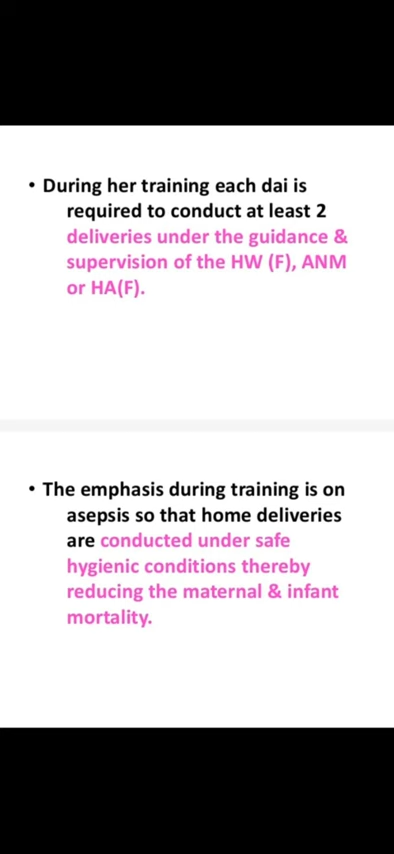 • During her training each dai is
required to conduct at least 2
deliveries under the guidance &
supervision of the HW (F), ANM
or HA(F).
• The emphasis during training is on
asepsis so that home deliveries
are conducted under safe
hygienic conditions thereby
reducing the maternal & infant
mortality.